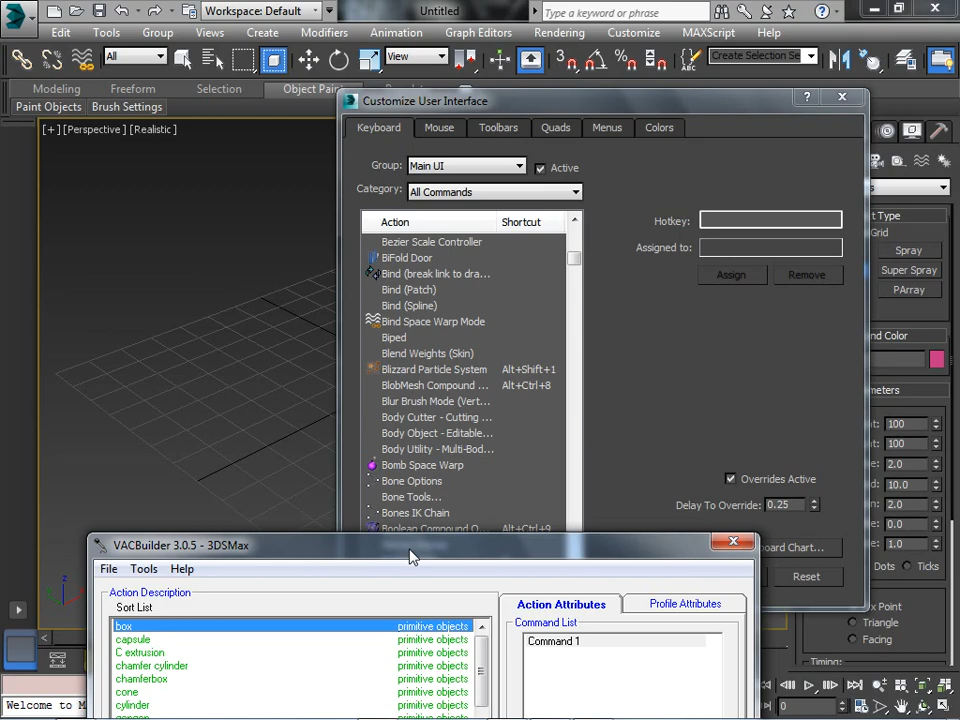 Workspace: Default
Untitled
Type a keyword or phrase
Edit Tools Group Views Create Modifiers Animation Graph Editors Rendering Customize MAXScript Help
All
View
3
Create Selection Se
Modeling Freeform Selection Object Pain
Paint Objects Brush Settings
[+] [Perspective] [Realistic]
Customize User Interface
Keyboard Mouse Toolbars Quads Menus Colors
Group: Main UI Active
Category: All Commands
Action Shortcut
Bezier Scale Controller
BiFold Door
Bind (break link to dra...
Bind (Patch)
Bind (Spline)
Bind Space Warp Mode
Biped
Blend Weights (Skin)
Blizzard Particle System Alt+Shift+1
BlobMesh Compound ... Alt+Ctrl+8
Blur Brush Mode (Vert...
Body Cutter - Cutting ...
Body Object - Editable...
Body Utility - Multi-Bod...
Bomb Space Warp
Bone Options
Bone Tools...
Bones IK Chain
Boolean Compound O... Alt+Ctrl+9
Hotkey:
Assigned to:
Assign Remove
Overrides Active
Delay To Override: 0.25
oard Chart...
Reset
s
ct Type
Grid
Spray
Super Spray
PArray
nd Color
meters
nt: 100
nt: 100
e: 2.0
d: 10.0
n: 2.0
e: 0.0
n: 1.0
Dots Ticks
x Point
Triangle
Facing
Timing:
z
VACBuilder 3.0.5 - 3DSMax
File Tools Help
Action Description
Sort List
box primitive objects
capsule primitive objects
C extrusion primitive objects
chamfer cylinder primitive objects
chamferbox primitive objects
cone primitive objects
cylinder primitive objects
Action Attributes Profile Attributes
Command List
Command 1
Welcome to M
0